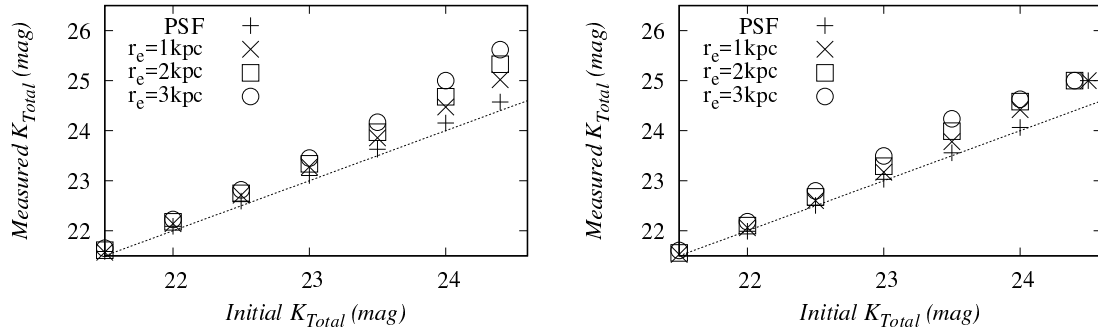 26
25
24
23
22
22
23
24
Measured K_Total (mag)
Initial K_Total (mag)
PSF
r_e=1kpc
r_e=2kpc
r_e=3kpc
26
25
24
23
22
22
23
24
Measured K_Total (mag)
Initial K_Total (mag)
PSF
r_e=1kpc
r_e=2kpc
r_e=3kpc